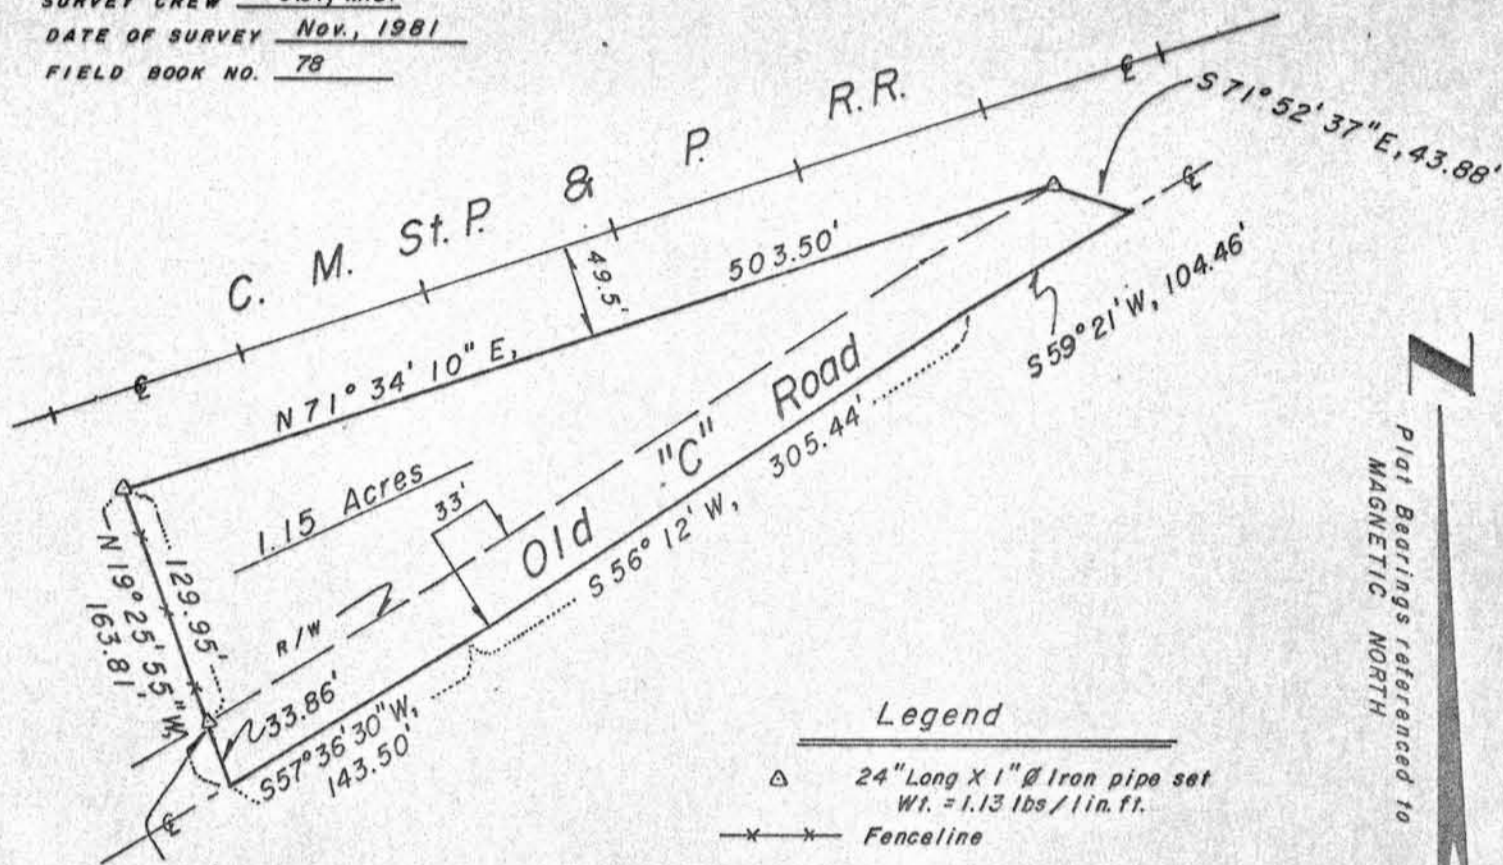 SURVEY CREW
DATE OF SURVEY Nov., 1981
FIELD BOOK NO. 78
C. M. St. P. & P. R.R.
S 71° 52' 37" E, 43.88'
503.50'
49.5'
N 71° 34' 10" E,
S 59° 21' W, 104.46'
Old "C" Road
305.44'
S 56° 12' W,
1.15 Acres
33'
129.95'
N 19° 25' 55" W,
163.81'
R/W
33.86'
S 57° 36' 30" W,
143.50'
Plat Bearings referenced to
MAGNETIC NORTH
Legend
24" Long X 1" Ø Iron pipe set
Wt. = 1.13 lbs / lin. ft.
Fenceline